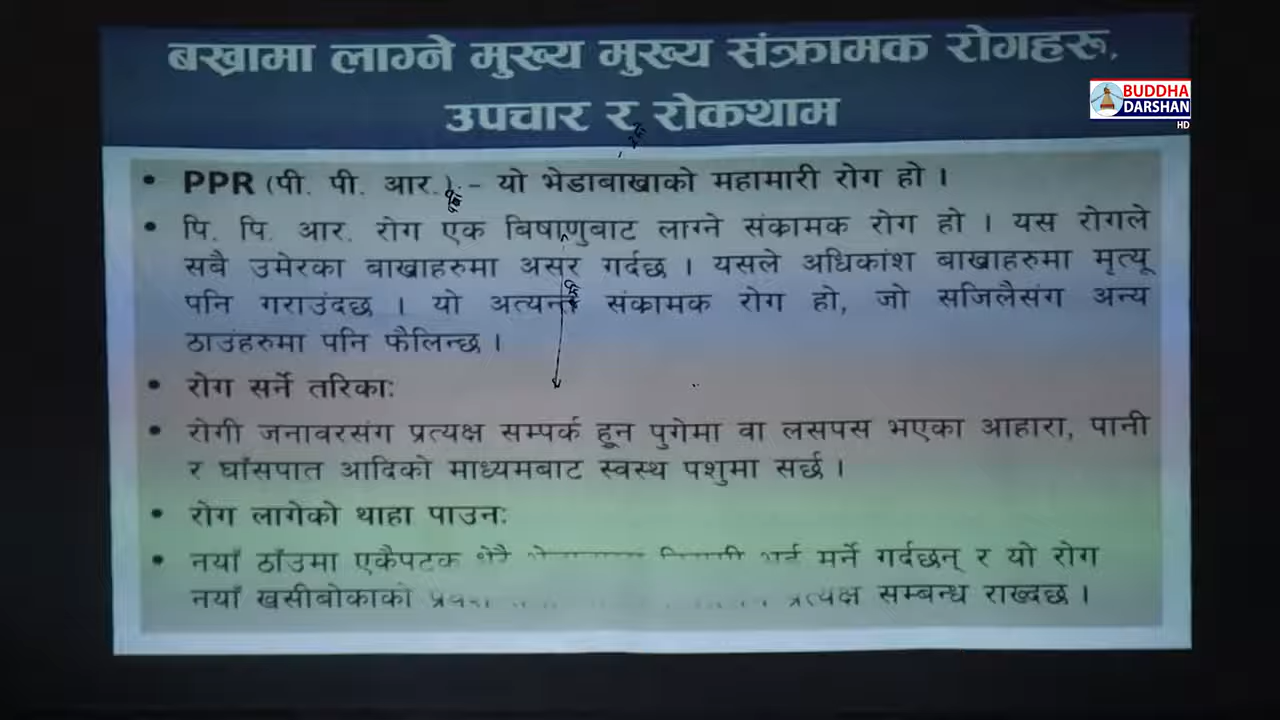 बख्रामा लाग्ने मुख्य मुख्य संक्रामक रोगहरू,
उपचार र रोकथाम
BUDDHA
DARSHAN
HD
• PPR (पी. पी. आर.) - यो भेडाबाखाको महामारी रोग हो ।
• पि. पि. आर. रोग एक बिषाणुबाट लाग्ने संकामक रोग हो । यस रोगले
सबै उमेरका बाखाहरुमा असर गर्दछ । यसले अधिकांश बाखाहरुमा मृत्यू
पनि गराउंदछ । यो अत्यन्त संकामक रोग हो, जो सजिलैसंग अन्य
ठाउंहरुमा पनि फैलिन्छ ।
• रोग सर्ने तरिकाः
• रोगी जनावरसंग प्रत्यक्ष सम्पर्क हून पुगेमा वा लसपस भएका आहारा, पानी
र घाँसपात आदिको माध्यमबाट स्वस्थ पशुमा सर्छ ।
• रोग लागेको थाहा पाउनः
• नयाँ ठाँउमा एकैपटक मर्ने गर्दछन् र यो रोग
नयाँ खसीबोकाको प्रत्यक्ष सम्बन्ध राख्दछ ।